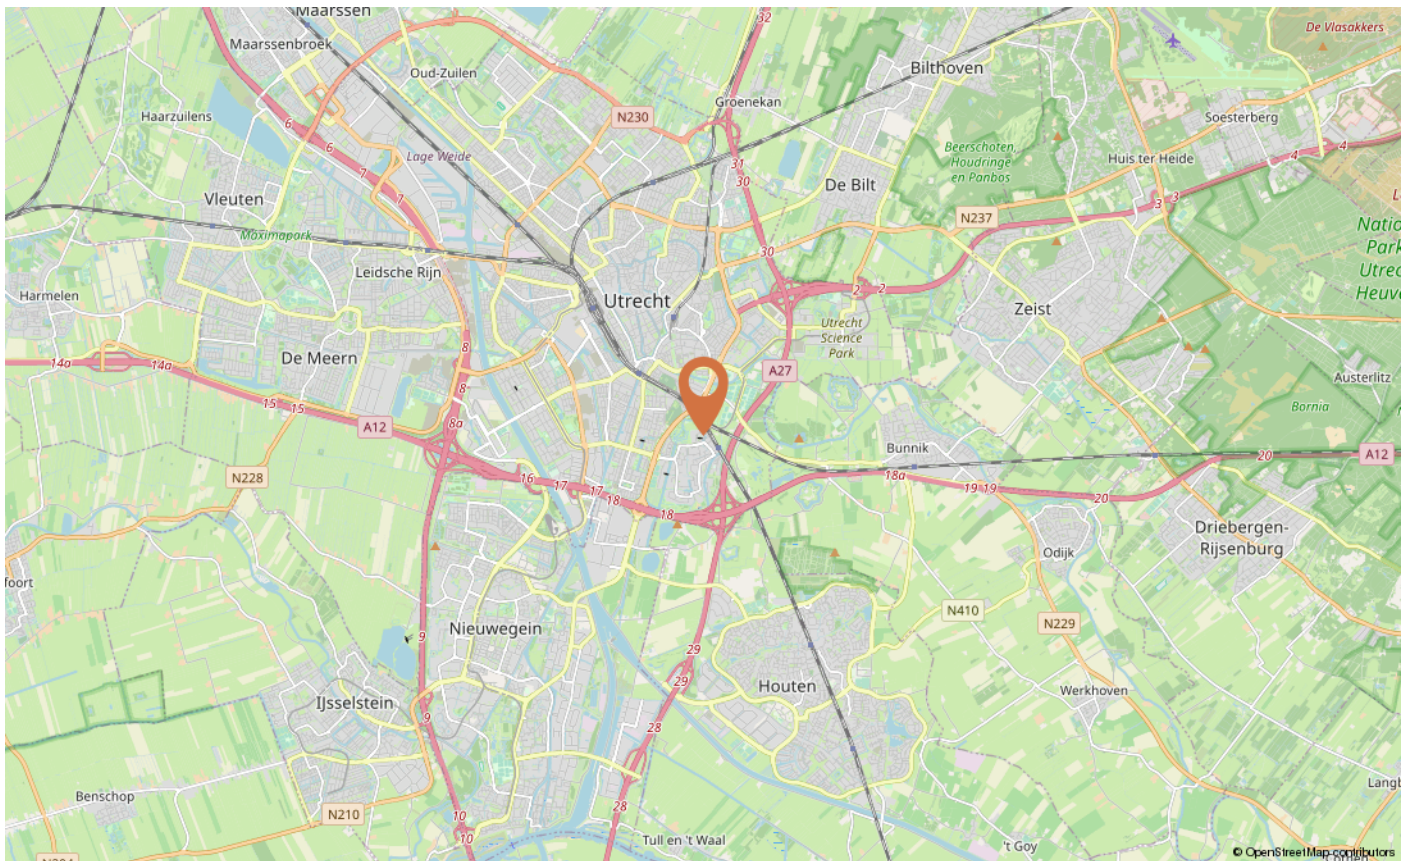 Maarssen
32
De Vlasakkers
Maarssenbroek
Oud-Zuilen
Bilthoven
Groenekan
Haarzuilens
N230
Soesterberg
6
6
Lage Weide
31
30
Beerschoten,
Houdringe
en Panbos
Huis ter Heide
4
4
7
7
De Bilt
Vleuten
3
3
N237
Maximapark
30
Leidsche Rijn
Harmelen
Utrecht
2
2
Zeist
Utrecht
Science
Park
De Meern
8
14a
14a
A27
Austerlitz
8
15
15
Bornia
8a
A12
Bunnik
A12
20
N228
16
17
17
18
18
18a
19
19
20
Driebergen-
Rijsenburg
Odijk
N410
N229
Nieuwegein
9
29
29
Houten
Werkhoven
IJsselstein
9
28
Benschop
N210
10
10
28
Tull en 't Waal
't Goy
© OpenStreetMap contributors